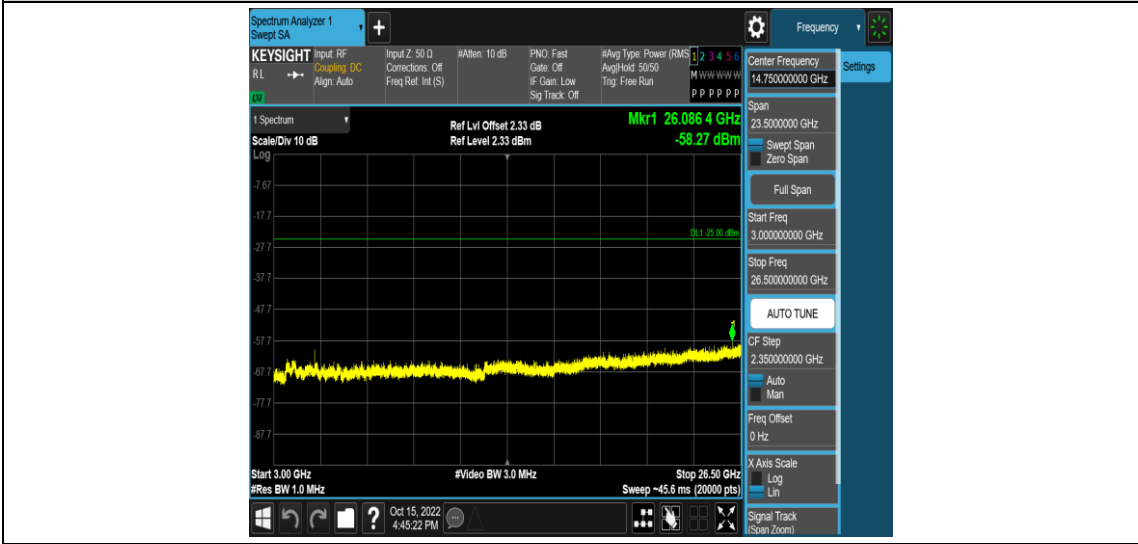 Spectrum Analyzer 1
Swept SA
+
Frequency
KEYSIGHT
RL
Input: RF
Coupling: DC
Align: Auto
Input Z: 50 Ω
Corrections: Off
Freq Ref: Int (S)
#Atten: 10 dB
PNO: Fast
Gate: Off
IF Gain: Low
Sig Track: Off
#Avg Type: Power (RMS
Avg|Hold: 50/50
Trig: Free Run
1 2 3 4 5 6
M W W W W W
P P P P P P
1 Spectrum
Scale/Div 10 dB
Log
Ref Lvl Offset 2.33 dB
Ref Level 2.33 dBm
Mkr1 26.086 4 GHz
-58.27 dBm
-7.67
-17.7
DL1 -25.00 dBm
-27.7
-37.7
-47.7
1
-57.7
-67.7
-77.7
-87.7
Start 3.00 GHz
#Res BW 1.0 MHz
#Video BW 3.0 MHz
Stop 26.50 GHz
Sweep ~45.6 ms (20000 pts)
?
Oct 15, 2022
4:45:22 PM
Center Frequency
14.750000000 GHz
Settings
Span
23.5000000 GHz
Swept Span
Zero Span
Full Span
Start Freq
3.000000000 GHz
Stop Freq
26.500000000 GHz
AUTO TUNE
CF Step
2.350000000 GHz
Auto
Man
Freq Offset
0 Hz
X Axis Scale
Log
Lin
Signal Track
(Span Zoom)